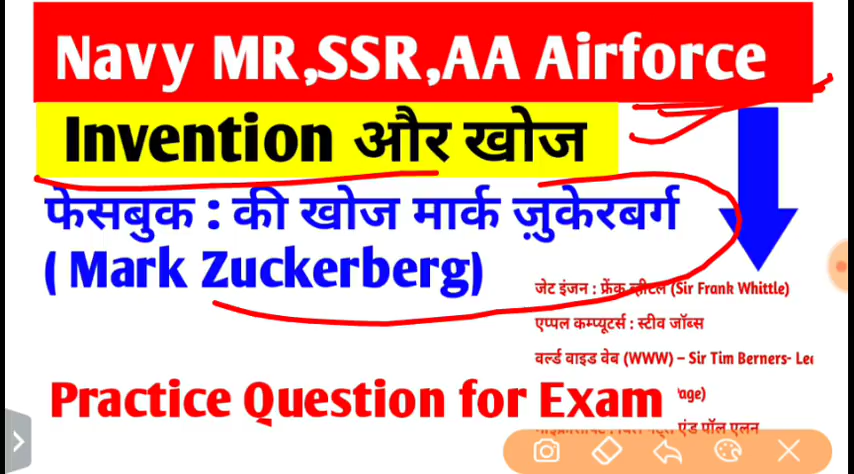 Navy MR,SSR,AA Airforce
Invention और खोज
फेसबुक : की खोज मार्क ज़ुकेरबर्ग
( Mark Zuckerberg)
जेट इंजन : फ्रेंक व्हीटल (Sir Frank Whittle)
एप्पल कम्प्यूटर्स : स्टीव जॉब्स
वर्ल्ड वाइड वेब (WWW) – Sir Tim Berners- Lee
Practice Question for Exam
एंड पॉल एलन